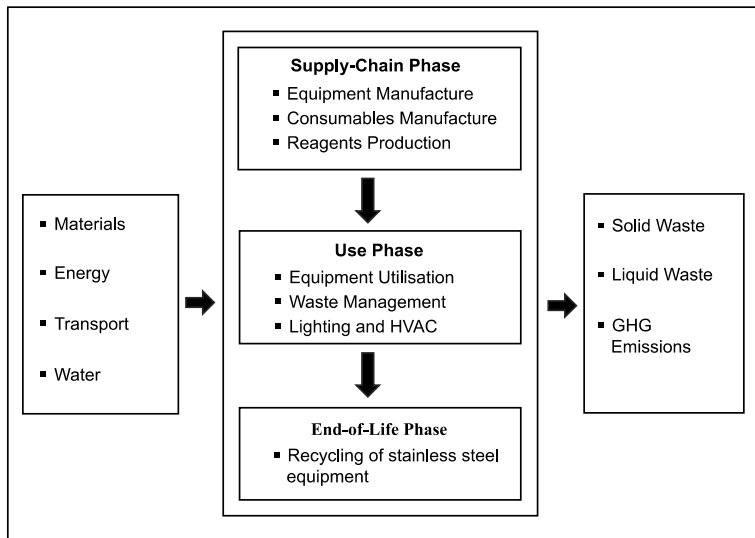 Supply-Chain Phase
▪ Equipment Manufacture
▪ Consumables Manufacture
▪ Reagents Production
▪ Materials
▪ Energy
▪ Transport
▪ Water
Use Phase
▪ Equipment Utilisation
▪ Waste Management
▪ Lighting and HVAC
End-of-Life Phase
▪ Recycling of stainless steel
equipment
▪ Solid Waste
▪ Liquid Waste
▪ GHG
Emissions